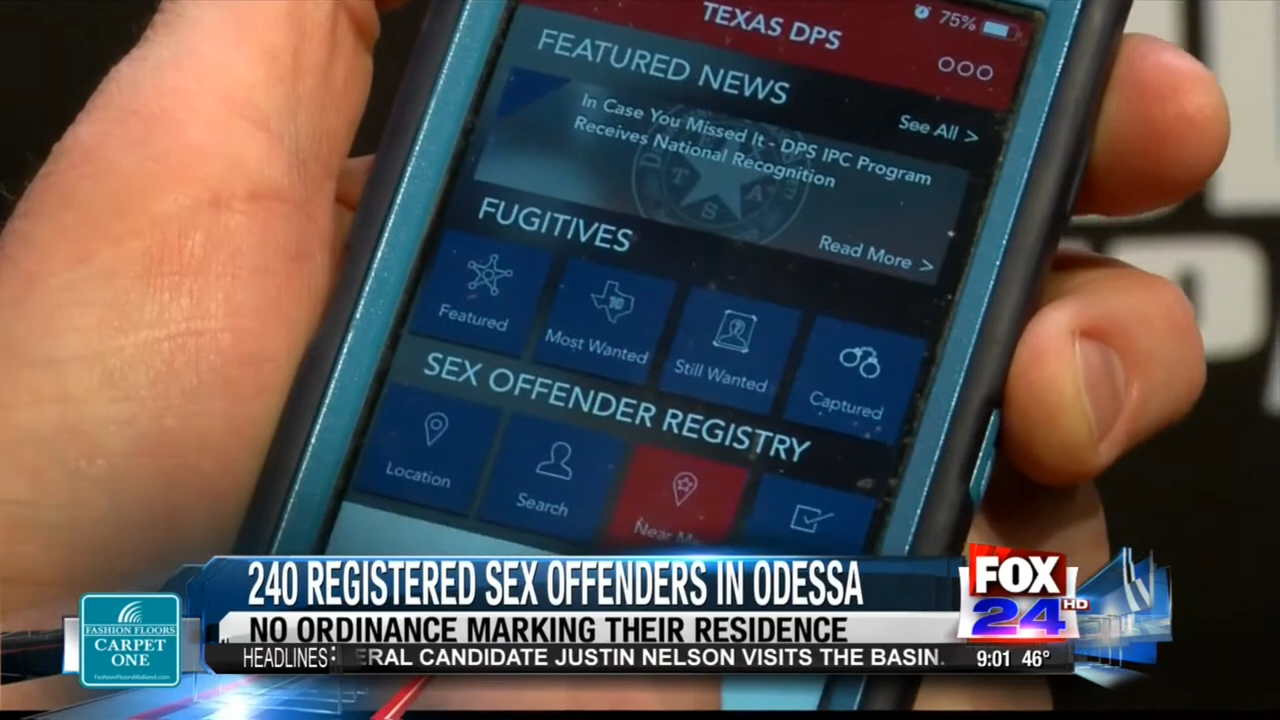 TEXAS DPS
75%
FEATURED NEWS
See All >
In Case You Missed It - DPS IPC Program
Receives National Recognition
Read More >
FUGITIVES
Featured
Most Wanted
Still Wanted
Captured
SEX OFFENDER REGISTRY
Location
Search
Near
240 REGISTERED SEX OFFENDERS IN ODESSA
NO ORDINANCE MARKING THEIR RESIDENCE
HEADLINES: ERAL CANDIDATE JUSTIN NELSON VISITS THE BASIN.
FOX
24 HD
9:01 46°
FASHION FLOORS
CARPET
ONE
FashionFloorsMidland.com